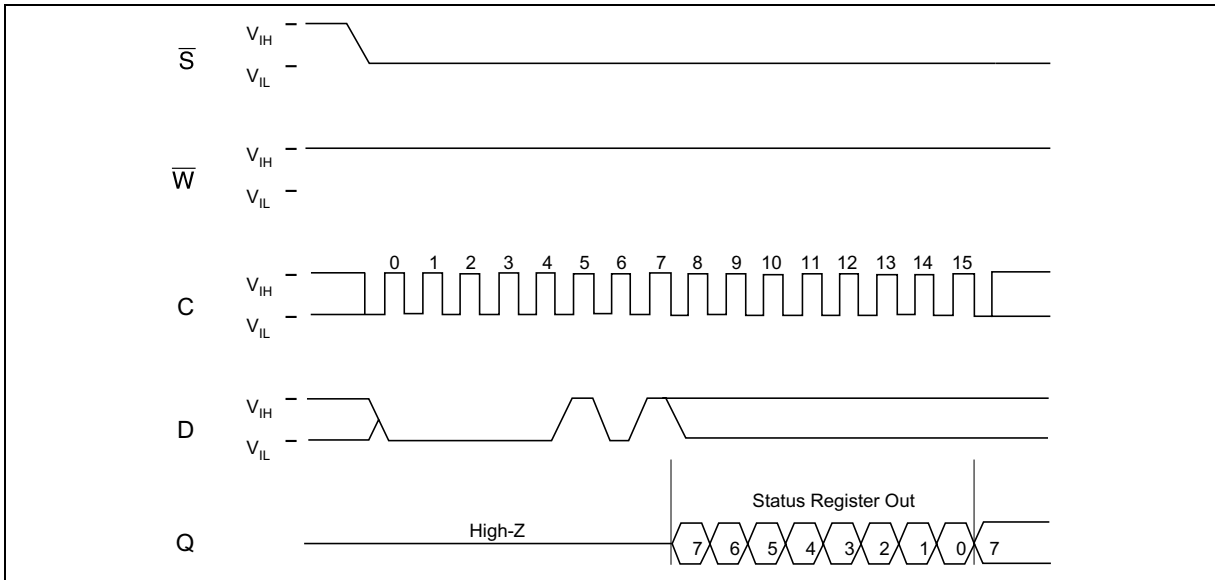 S̅
V_IH
V_IL
W̅
V_IH
V_IL
0 1 2 3 4 5 6 7 8 9 10 11 12 13 14 15
C
V_IH
V_IL
D
V_IH
V_IL
Status Register Out
Q
High-Z
7 6 5 4 3 2 1 0 7